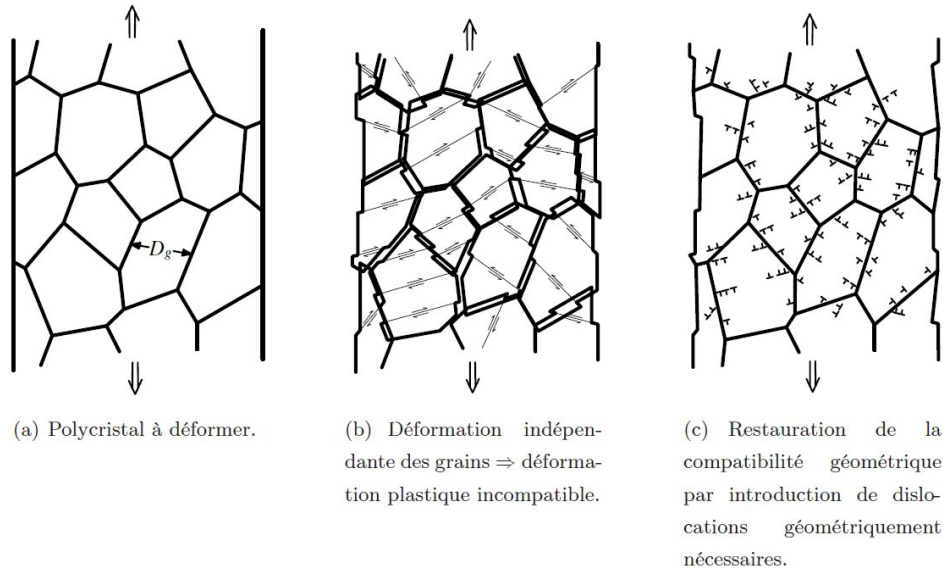 D_g
(a) Polycristal à déformer.
(b) Déformation indépen-
dante des grains ⇒ déforma-
tion plastique incompatible.
(c) Restauration de la
compatibilité géométrique
par introduction de dislo-
cations géométriquement
nécessaires.